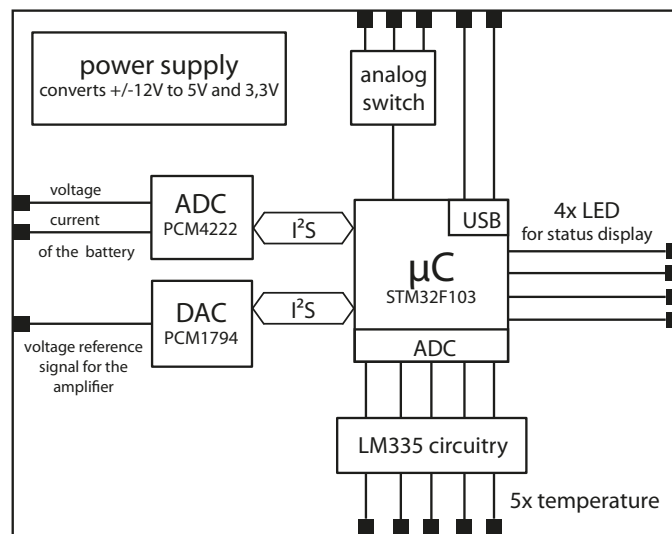 power supply
converts +/-12V to 5V and 3,3V
analog
switch
voltage
current
of the battery
ADC
PCM4222
I²S
USB
µC
STM32F103
ADC
4x LED
for status display
DAC
PCM1794
I²S
voltage reference
signal for the
amplifier
LM335 circuitry
5x temperature